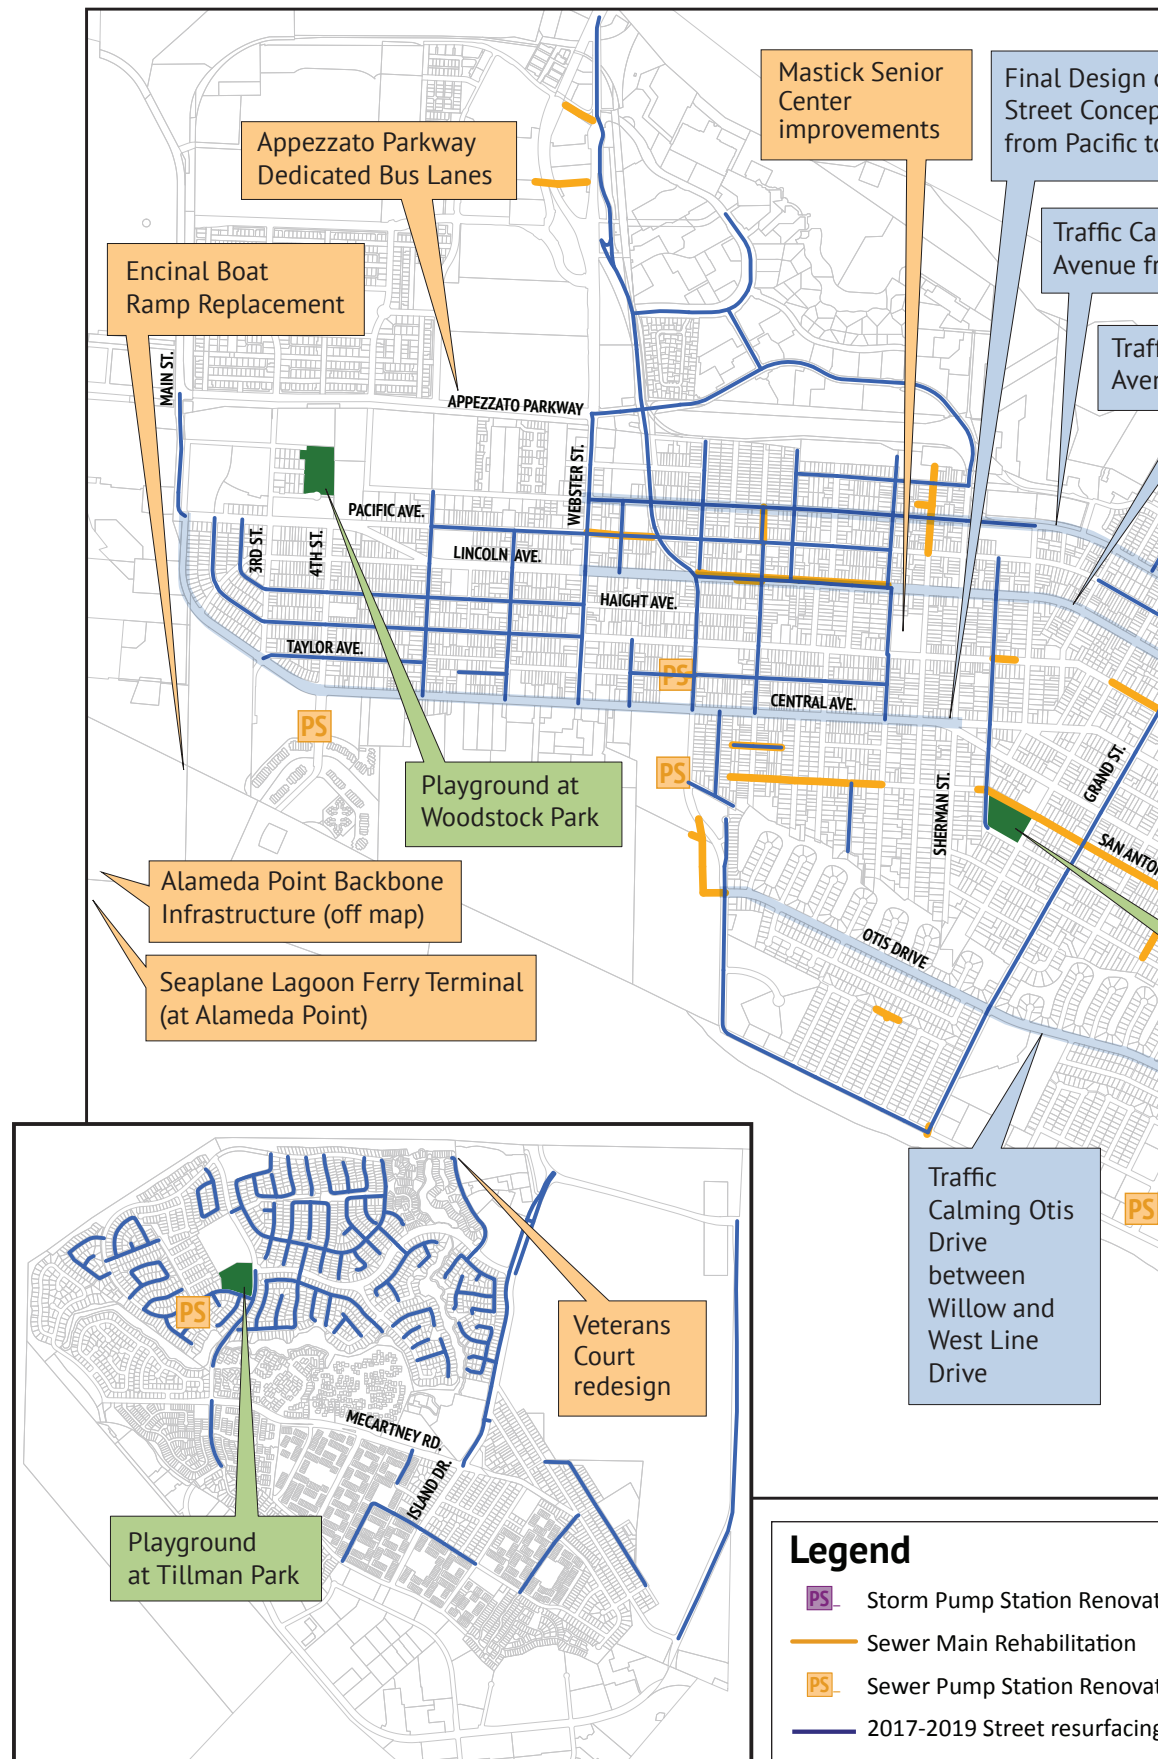 Mastick Senior
Center
improvements
Final Design
Street Concep
from Pacific to
Appezzato Parkway
Dedicated Bus Lanes
Traffic Ca
Avenue fr
Encinal Boat
Ramp Replacement
Traff
Aven
MAIN ST.
APPEZZATO PARKWAY
WEBSTER ST.
PACIFIC AVE.
3RD ST.
4TH ST.
LINCOLN AVE.
HAIGHT AVE.
TAYLOR AVE.
PS
CENTRAL AVE.
PS
PS
GRAND ST.
Playground at
Woodstock Park
SHERMAN ST.
SAN ANTO
Alameda Point Backbone
Infrastructure (off map)
OTIS DRIVE
Seaplane Lagoon Ferry Terminal
(at Alameda Point)
Traffic
Calming Otis
Drive
between
Willow and
West Line
Drive
PS
PS
Veterans
Court
redesign
MECARTNEY RD.
ISLAND DR.
Playground
at Tillman Park
Legend
PS
Storm Pump Station Renovat
Sewer Main Rehabilitation
PS
Sewer Pump Station Renovat
2017-2019 Street resurfacing